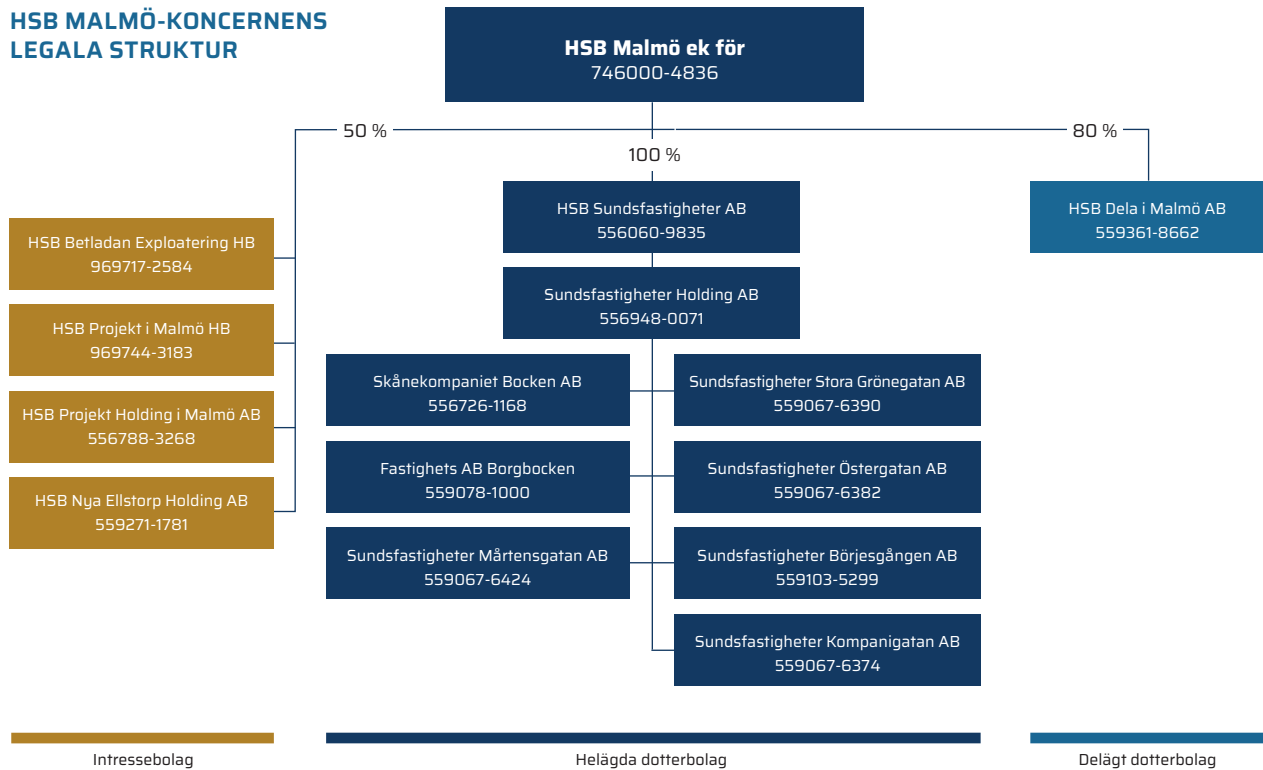 HSB MALMÖ-KONCERNENS
LEGALA STRUKTUR
HSB Malmö ek för
746000-4836
50 %
100 %
80 %
HSB Betladan Exploatering HB
969717-2584
HSB Projekt i Malmö HB
969744-3183
HSB Projekt Holding i Malmö AB
556788-3268
HSB Nya Ellstorp Holding AB
559271-1781
HSB Sundsfastigheter AB
556060-9835
Sundsfastigheter Holding AB
556948-0071
Skånekompaniet Bocken AB
556726-1168
Fastighets AB Borgbocken
559078-1000
Sundsfastigheter Mårtensgatan AB
559067-6424
Sundsfastigheter Stora Grönegatan AB
559067-6390
Sundsfastigheter Östergatan AB
559067-6382
Sundsfastigheter Börjesgången AB
559103-5299
Sundsfastigheter Kompanigatan AB
559067-6374
HSB Dela i Malmö AB
559361-8662
Intressebolag
Helägda dotterbolag
Delägt dotterbolag